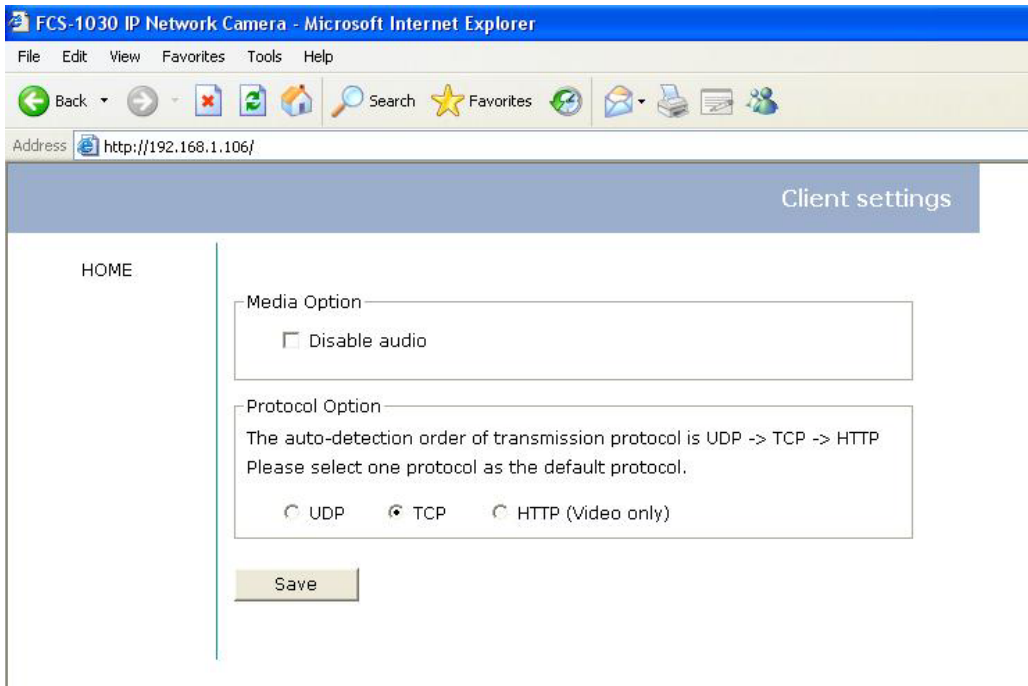 FCS-1030 IP Network Camera - Microsoft Internet Explorer
File Edit View Favorites Tools Help
Back Search Favorites
Address http://192.168.1.106/
Client settings
HOME
Media Option
Disable audio
Protocol Option
The auto-detection order of transmission protocol is UDP -> TCP -> HTTP
Please select one protocol as the default protocol.
UDP TCP HTTP (Video only)
Save